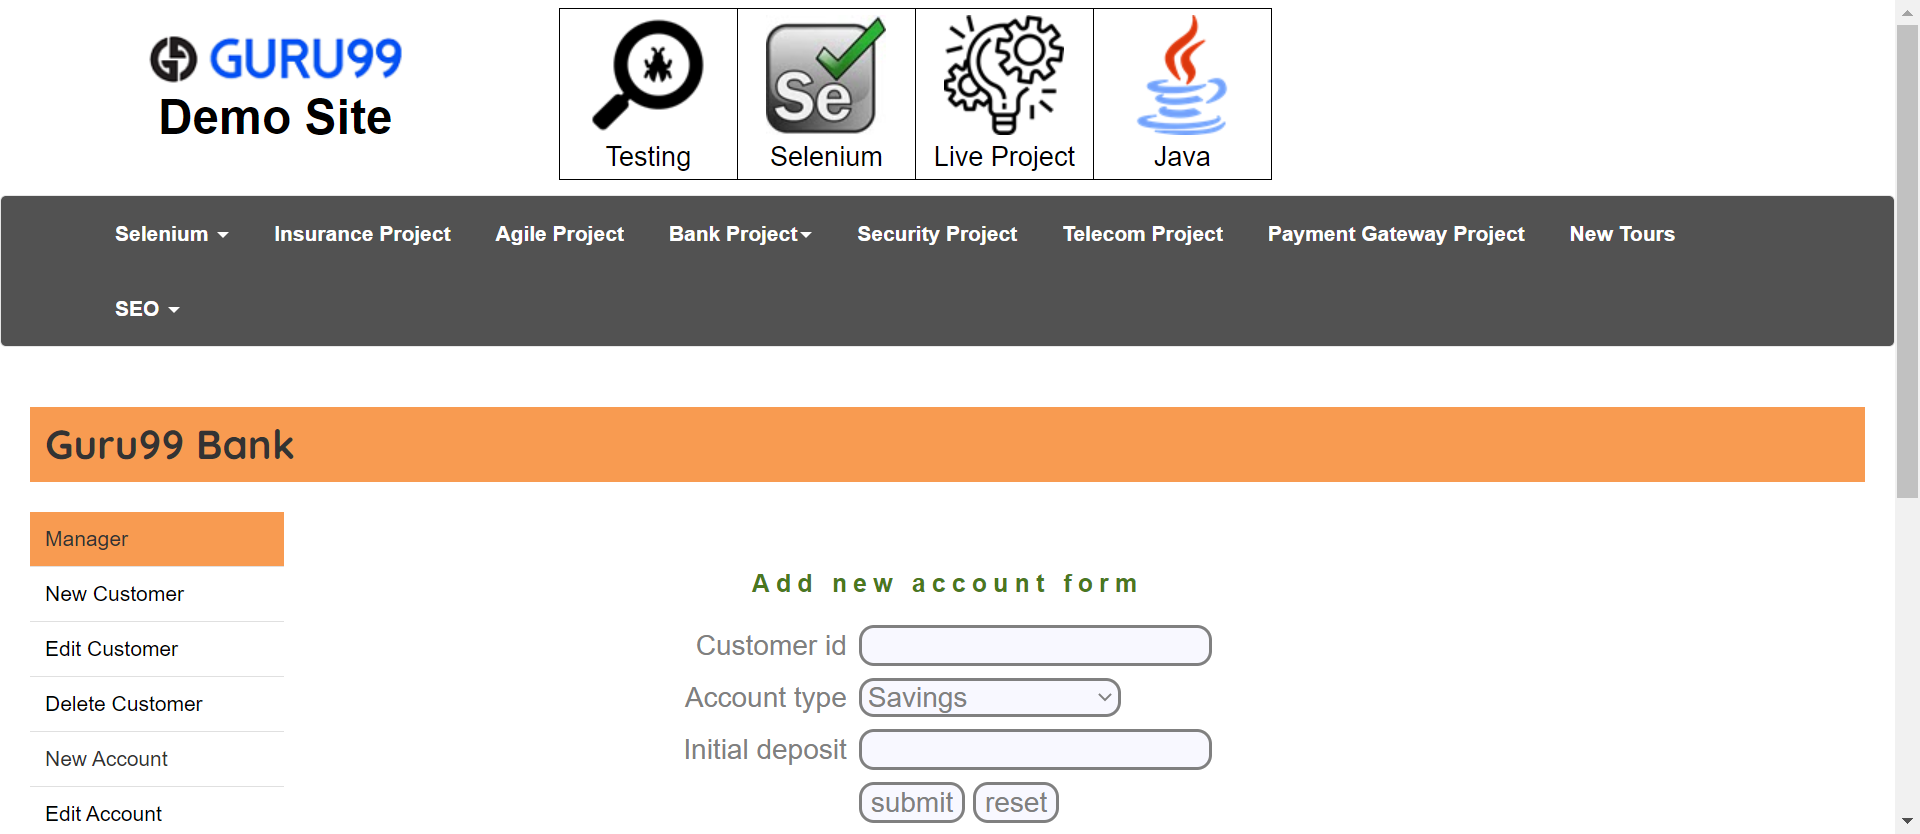 GURU99
Demo Site
Se
Testing
Selenium
Live Project
Java
Selenium
Insurance Project
Agile Project
Bank Project
Security Project
Telecom Project
Payment Gateway Project
New Tours
SEO
Guru99 Bank
Manager
New Customer
Edit Customer
Delete Customer
New Account
Edit Account
Add new account form
Customer id
Account type Savings
Initial deposit
submit reset